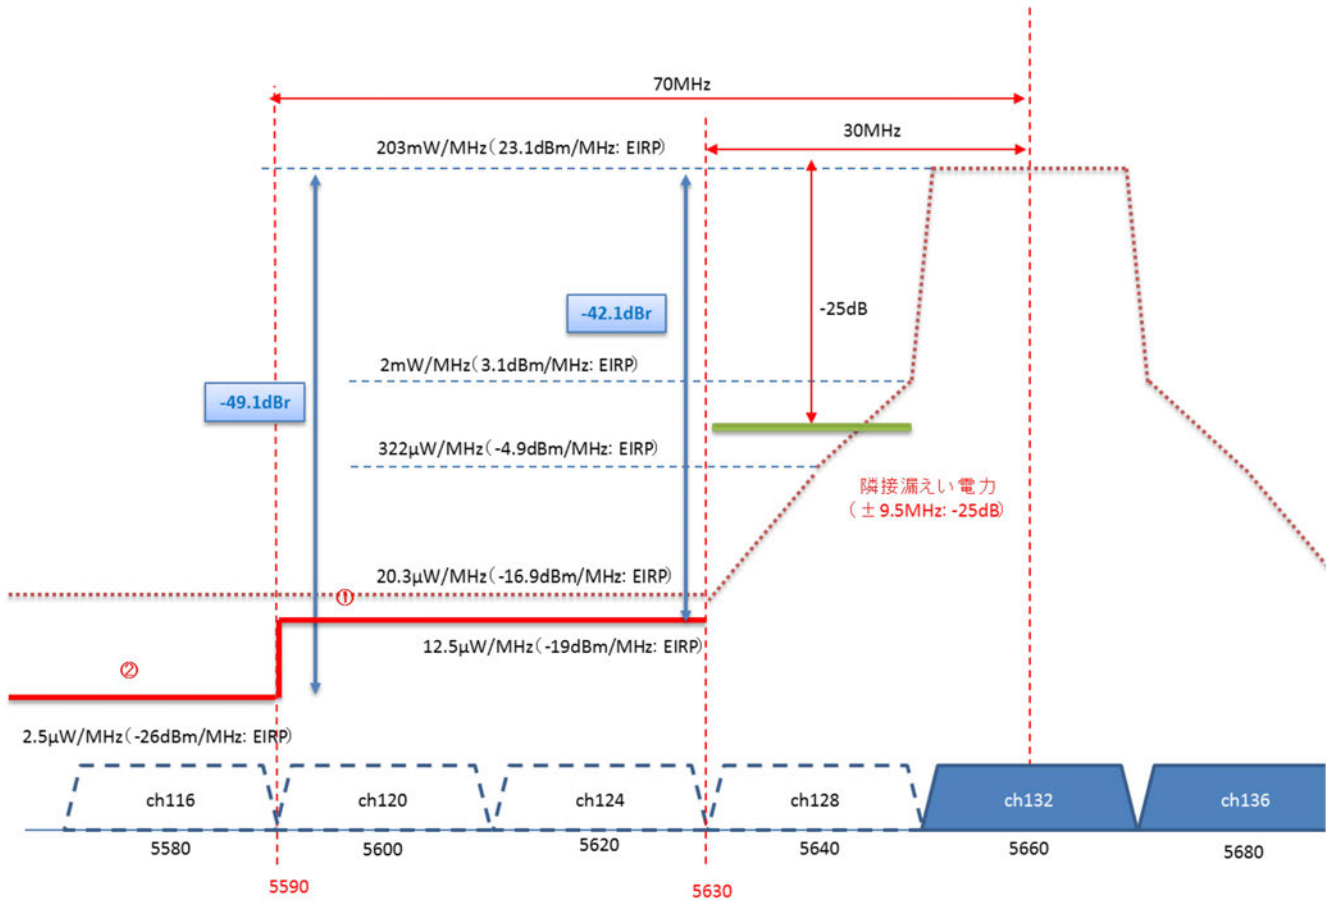 70MHz
30MHz
203mW/MHz(23.1dBm/MHz: EIRP)
-42.1dBr
-25dB
2mW/MHz(3.1dBm/MHz: EIRP)
-49.1dBr
322μW/MHz(-4.9dBm/MHz: EIRP)
隣接漏えい電力
(±9.5MHz: -25dB)
20.3μW/MHz(-16.9dBm/MHz: EIRP)
①
12.5μW/MHz(-19dBm/MHz: EIRP)
②
2.5μW/MHz(-26dBm/MHz: EIRP)
ch116 ch120 ch124 ch128 ch132 ch136
5580 5600 5620 5640 5660 5680
5590 5630